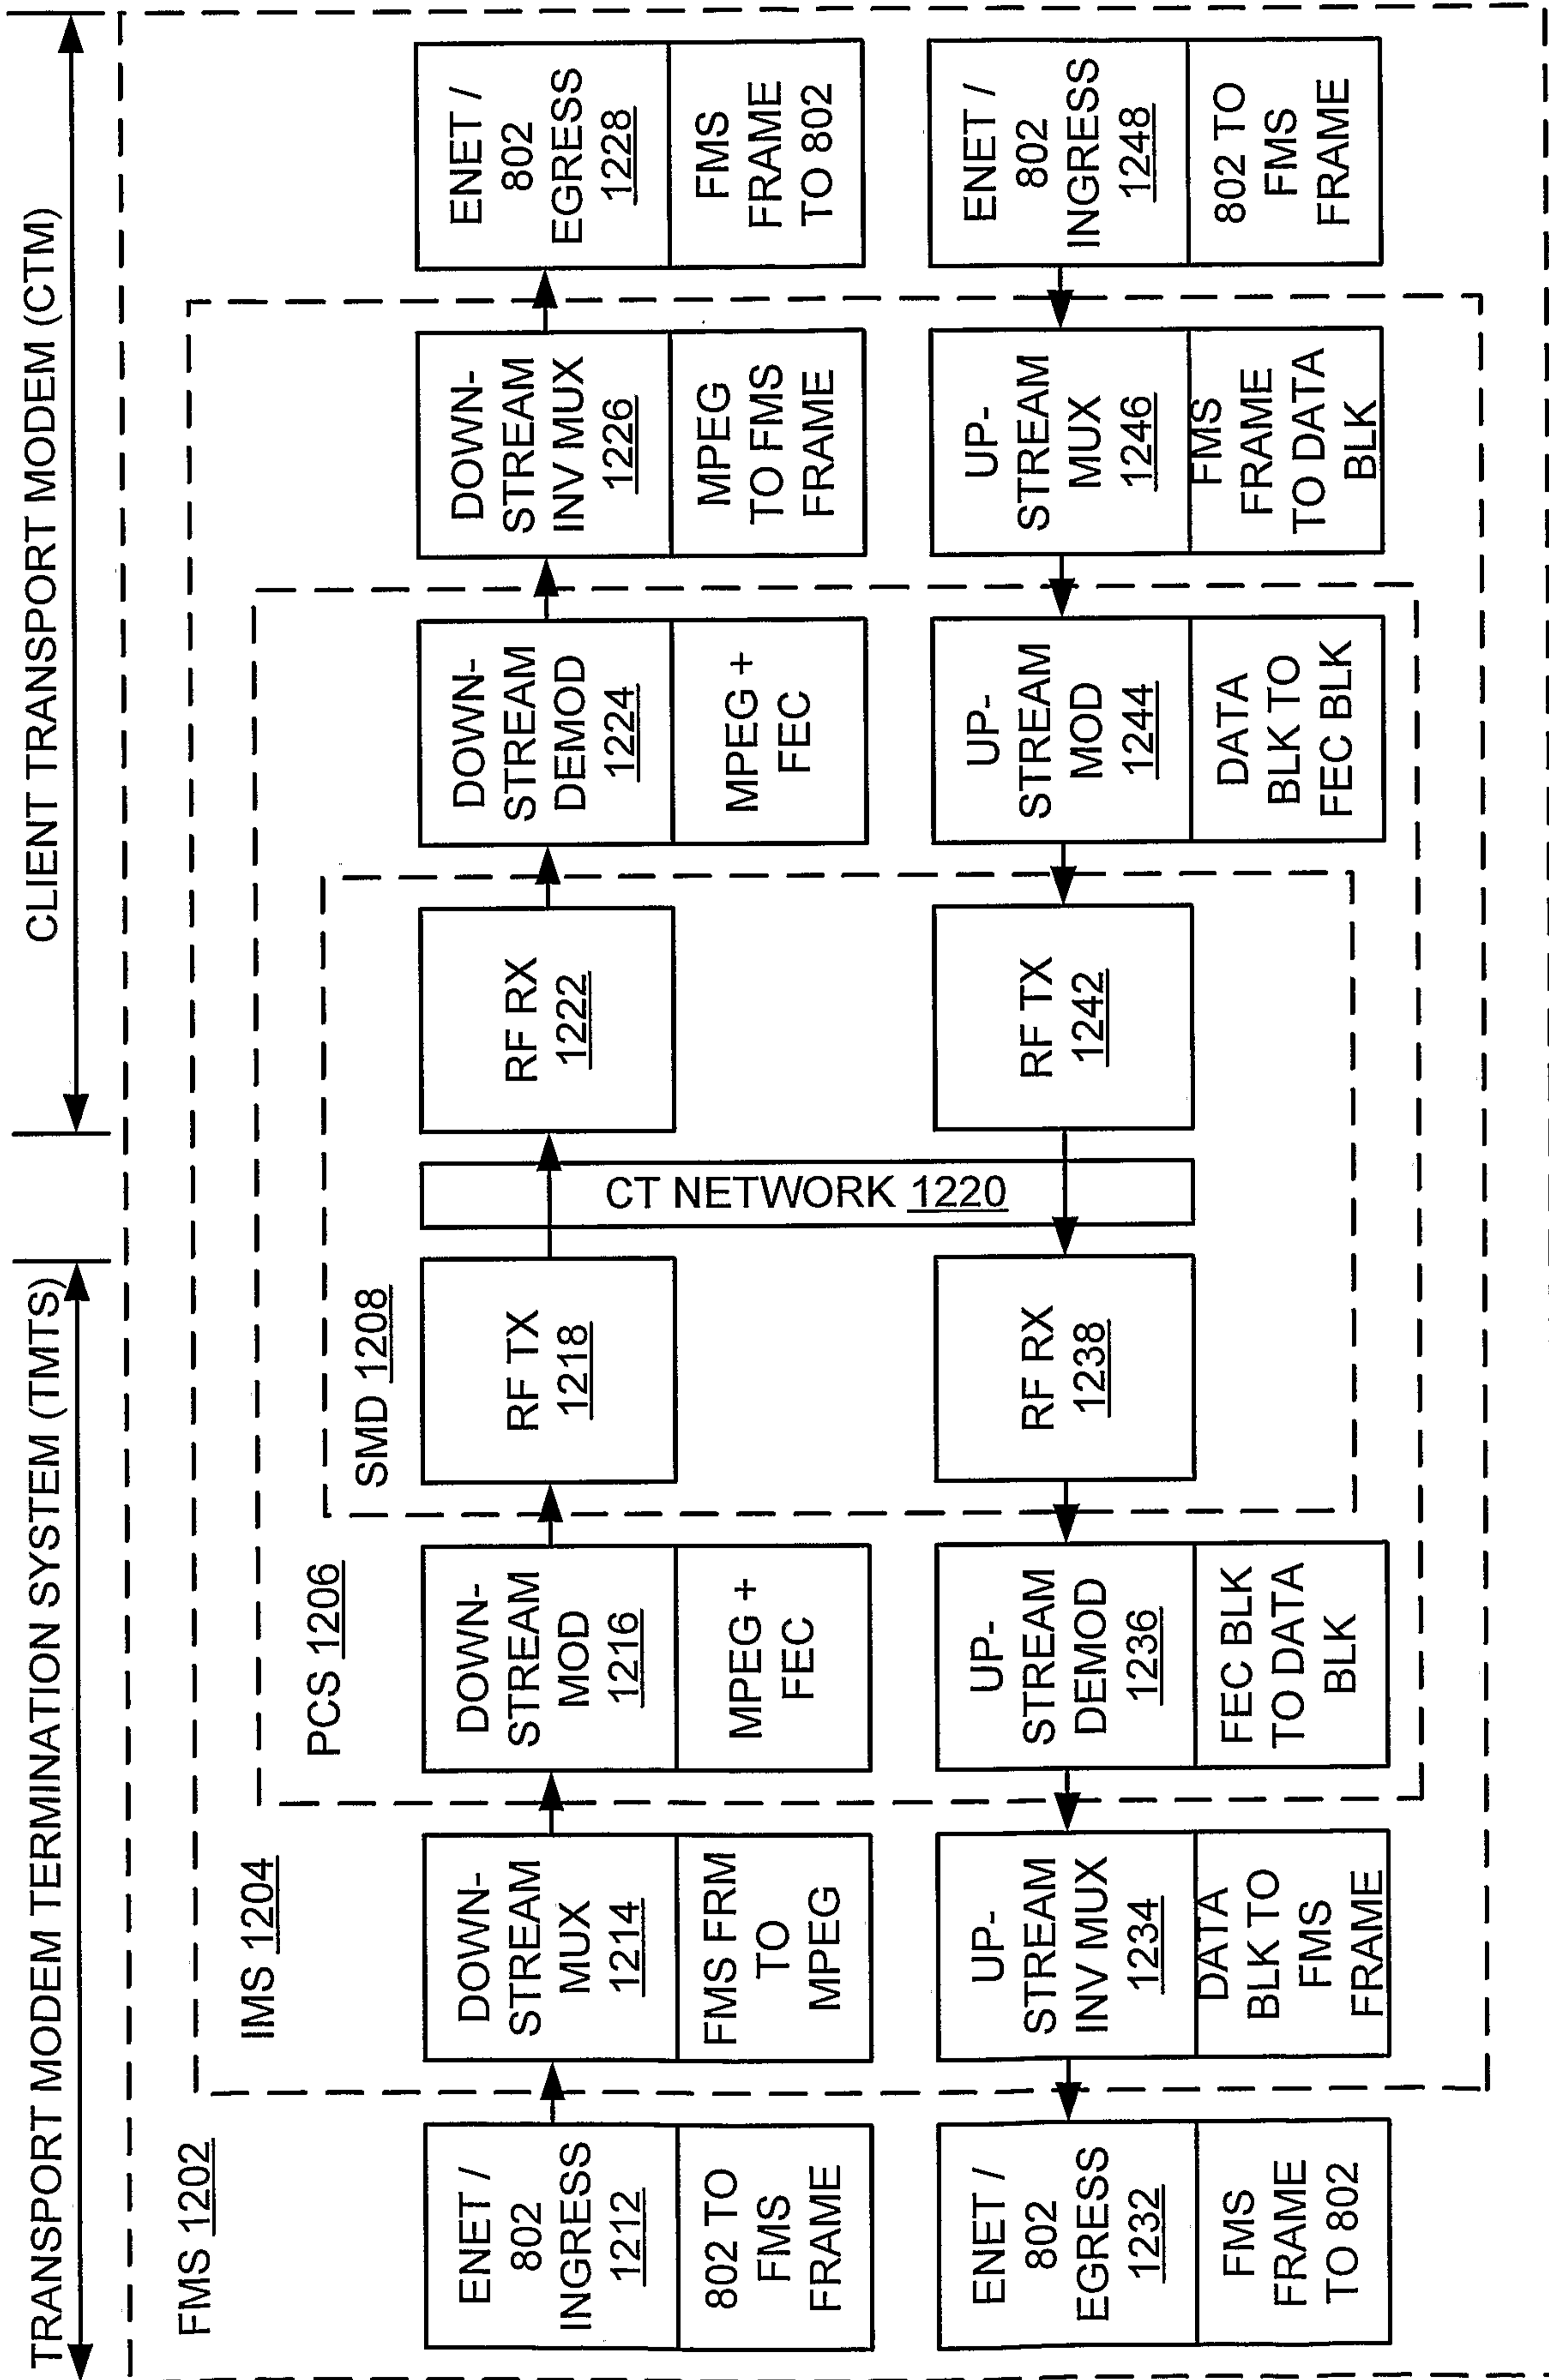 TRANSPORT MODEM TERMINATION SYSTEM (TMTS)
CLIENT TRANSPORT MODEM (CTM)
FMS 1202
IMS 1204
PCS 1206
SMD 1208
ENET /
802
INGRESS
1212
802 TO
FMS
FRAME
DOWN-
STREAM
MUX
1214
FMS FRM
TO
MPEG
DOWN-
STREAM
MOD
1216
MPEG +
FEC
RF TX
1218
CT NETWORK 1220
RF RX
1222
DOWN-
STREAM
DEMOD
1224
MPEG +
FEC
DOWN-
STREAM
INV MUX
1226
MPEG
TO FMS
FRAME
ENET /
802
EGRESS
1228
FMS
FRAME
TO 802
ENET /
802
EGRESS
1232
FMS
FRAME
TO 802
UP-
STREAM
INV MUX
1234
DATA
BLK TO
FMS
FRAME
UP-
STREAM
DEMOD
1236
FEC BLK
TO DATA
BLK
RF RX
1238
RF TX
1242
UP-
STREAM
MOD
1244
DATA
BLK TO
FEC BLK
UP-
STREAM
MUX
1246
FMS
FRAME
TO DATA
BLK
ENET /
802
INGRESS
1248
802 TO
FMS
FRAME